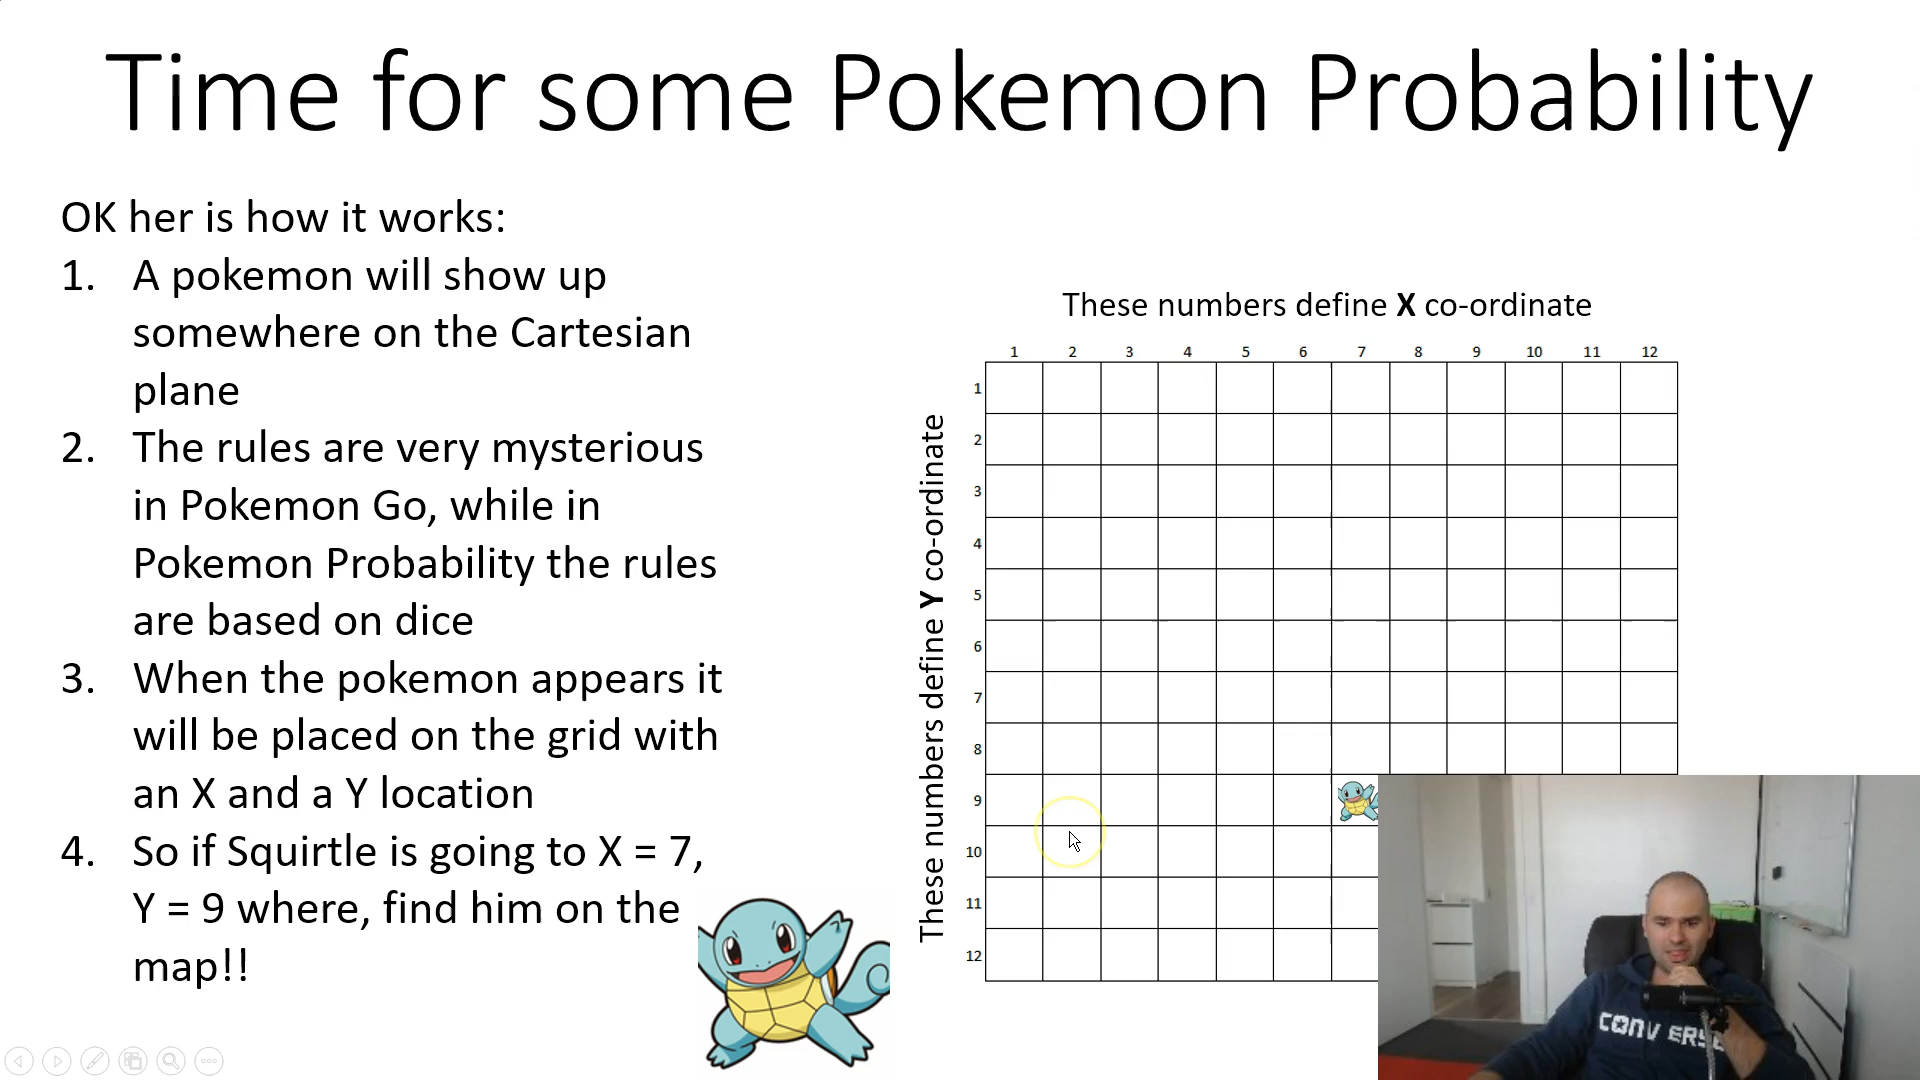 Time for some Pokemon Probability
OK her is how it works:
1. A pokemon will show up
somewhere on the Cartesian
plane
2. The rules are very mysterious
in Pokemon Go, while in
Pokemon Probability the rules
are based on dice
3. When the pokemon appears it
will be placed on the grid with
an X and a Y location
4. So if Squirtle is going to X = 7,
Y = 9 where, find him on the
map!!
These numbers define X co-ordinate
1 2 3 4 5 6 7 8 9 10 11 12
These numbers define Y co-ordinate
1
2
3
4
5
6
7
8
9
10
11
12
CONVERSE